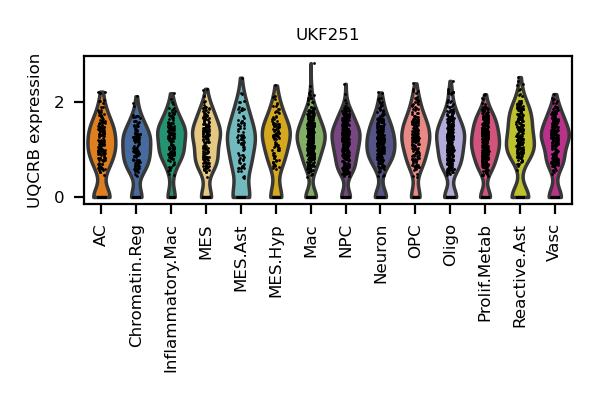 UKF251
UQCRB expression
2
0
AC
Chromatin.Reg
Inflammatory.Mac
MES
MES.Ast
MES.Hyp
Mac
NPC
Neuron
OPC
Oligo
Prolif.Metab
Reactive.Ast
Vasc